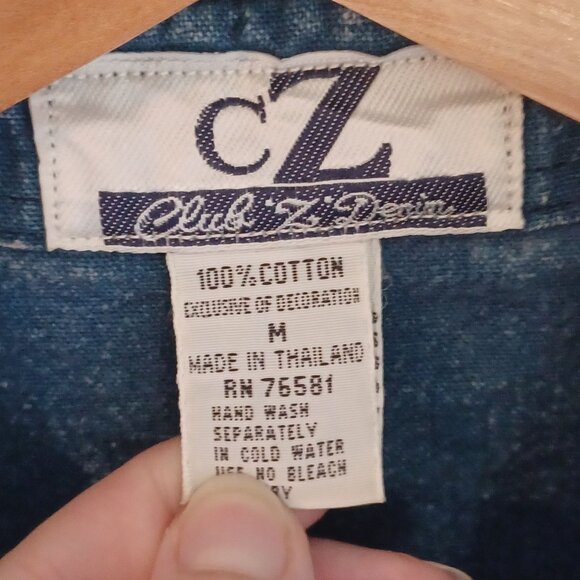 CZ
Club "Z" Denim
100% COTTON
EXCLUSIVE OF DECORATION
M
MADE IN THAILAND
RN 76581
HAND WASH
SEPARATELY
IN COLD WATER
USE NO BLEACH